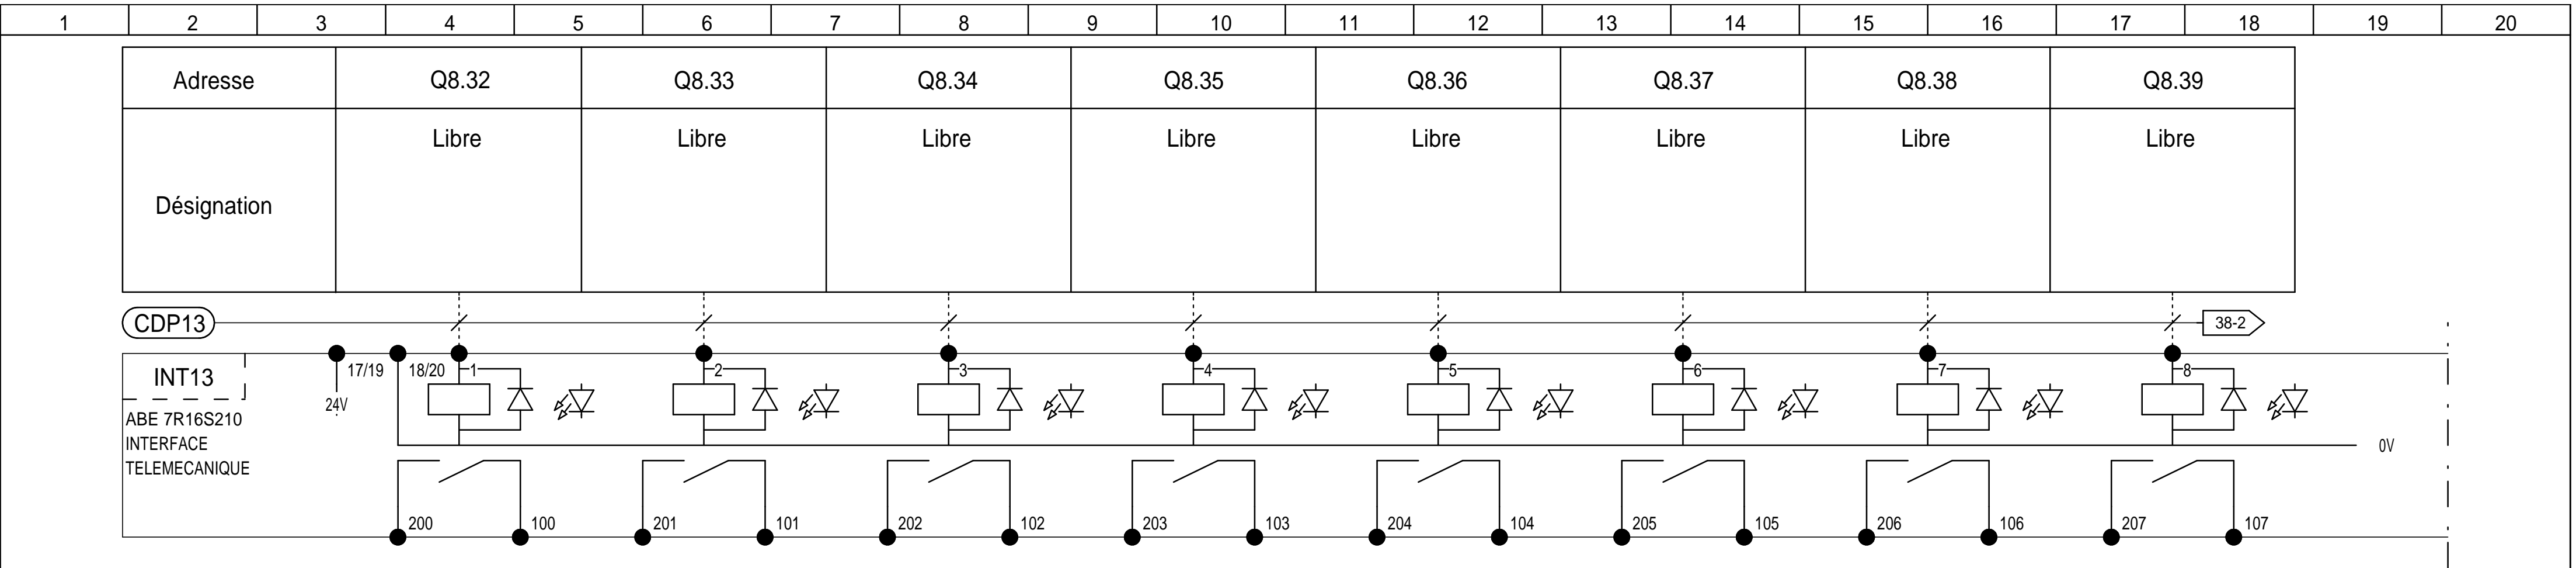 1 2 3 4 5 6 7 8 9 10 11 12 13 14 15 16 17 18 19 20
Adresse Q8.32 Q8.33 Q8.34 Q8.35 Q8.36 Q8.37 Q8.38 Q8.39
Libre Libre Libre Libre Libre Libre Libre Libre
Désignation
CDP13 38-2
17/19 18/20 1 2 3 4 5 6 7 8
INT13
24V
ABE 7R16S210
INTERFACE 0V
TELEMECANIQUE
200 100 201 101 202 102 203 103 204 104 205 105 206 106 207 107